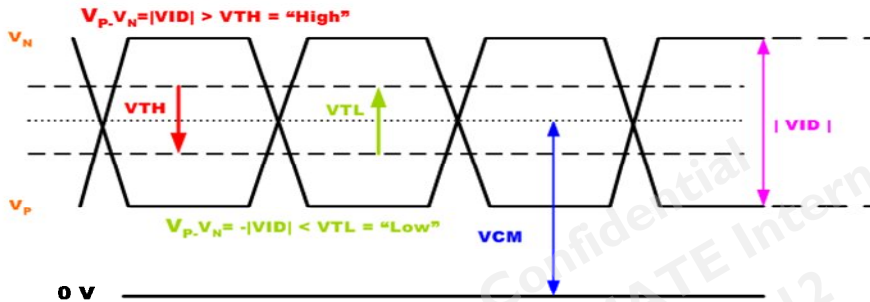 VP-VN=|VID| > VTH = “High”
VN
VTH
VTL
| VID |
VP
VP-VN= -|VID| < VTL = “Low”
VCM
0 V
Confidential